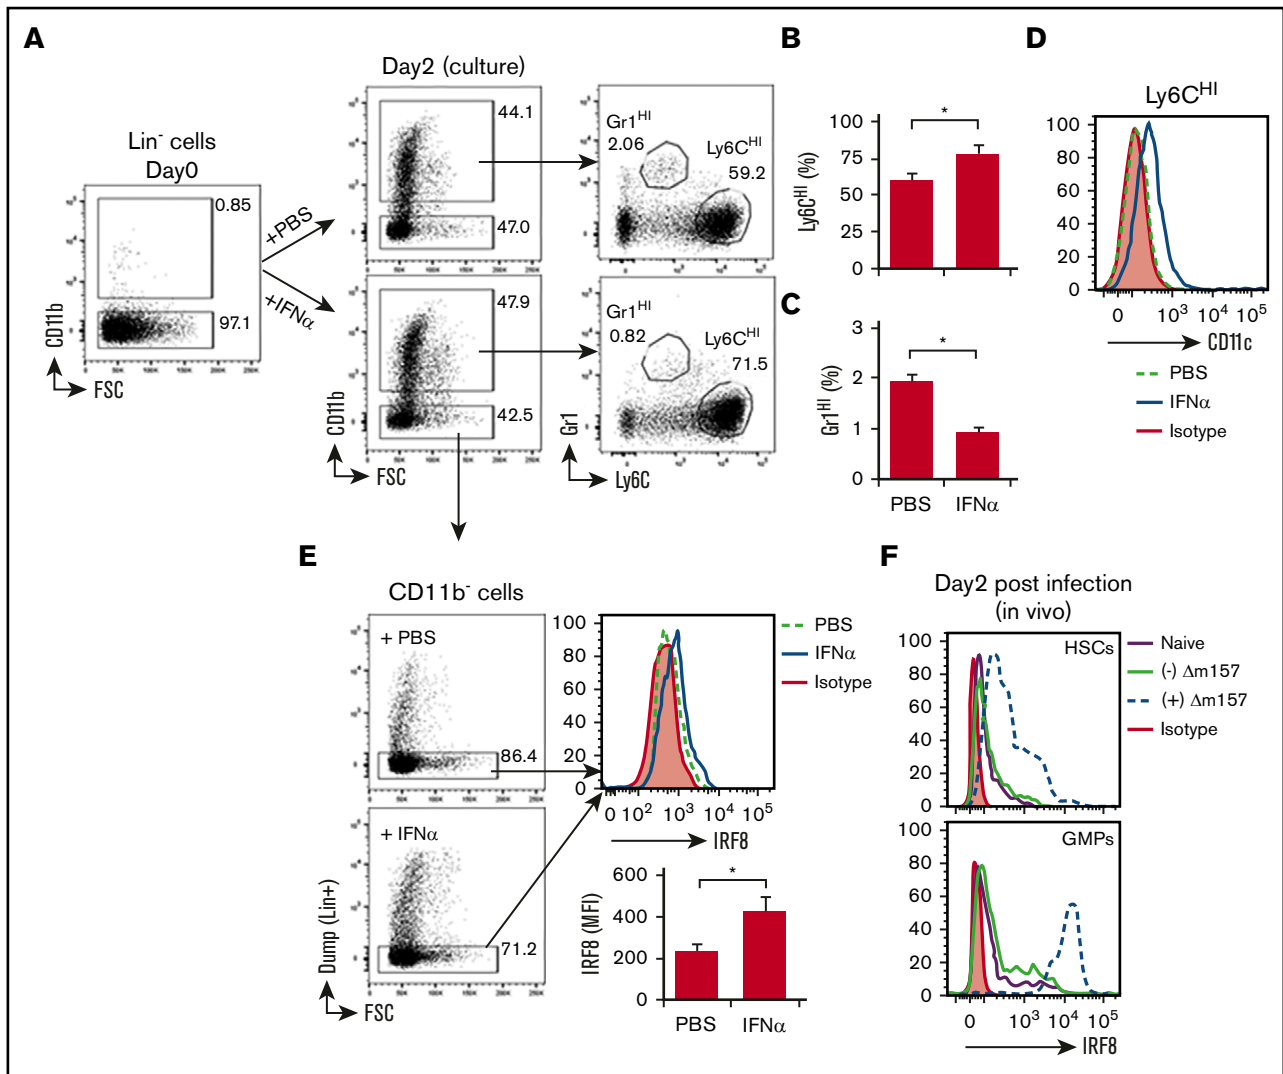 A
Lin- cells
Day0
0.85
97.1
CD11b
FSC
50K 100K 150K 200K 250K
+PBS
+IFNα
Day2 (culture)
44.1
47.0
47.9
42.5
CD11b
FSC
Gr1HI
2.06
Ly6CHI
59.2
Gr1HI
0.82
Ly6CHI
71.5
Gr1
Ly6C
B
Ly6CHI (%)
100
75
50
25
0
*
C
Gr1HI (%)
3
2
1
0
*
PBS IFNα
D
Ly6CHI
100
80
60
40
20
0
0 10³ 10⁴ 10⁵
CD11c
PBS
IFNα
Isotype
E
CD11b- cells
+ PBS
86.4
+ IFNα
71.2
Dump (Lin+)
FSC
100
80
60
40
20
0
0 10² 10³ 10⁴ 10⁵
IRF8
PBS
IFNα
Isotype
IRF8 (MFI)
600
400
200
0
*
PBS IFNα
F
Day2 post infection
(in vivo)
HSCs
100
80
60
40
20
0
Naive
(-) Δm157
(+) Δm157
Isotype
GMPs
100
80
60
40
20
0
0 10³ 10⁴ 10⁵
IRF8